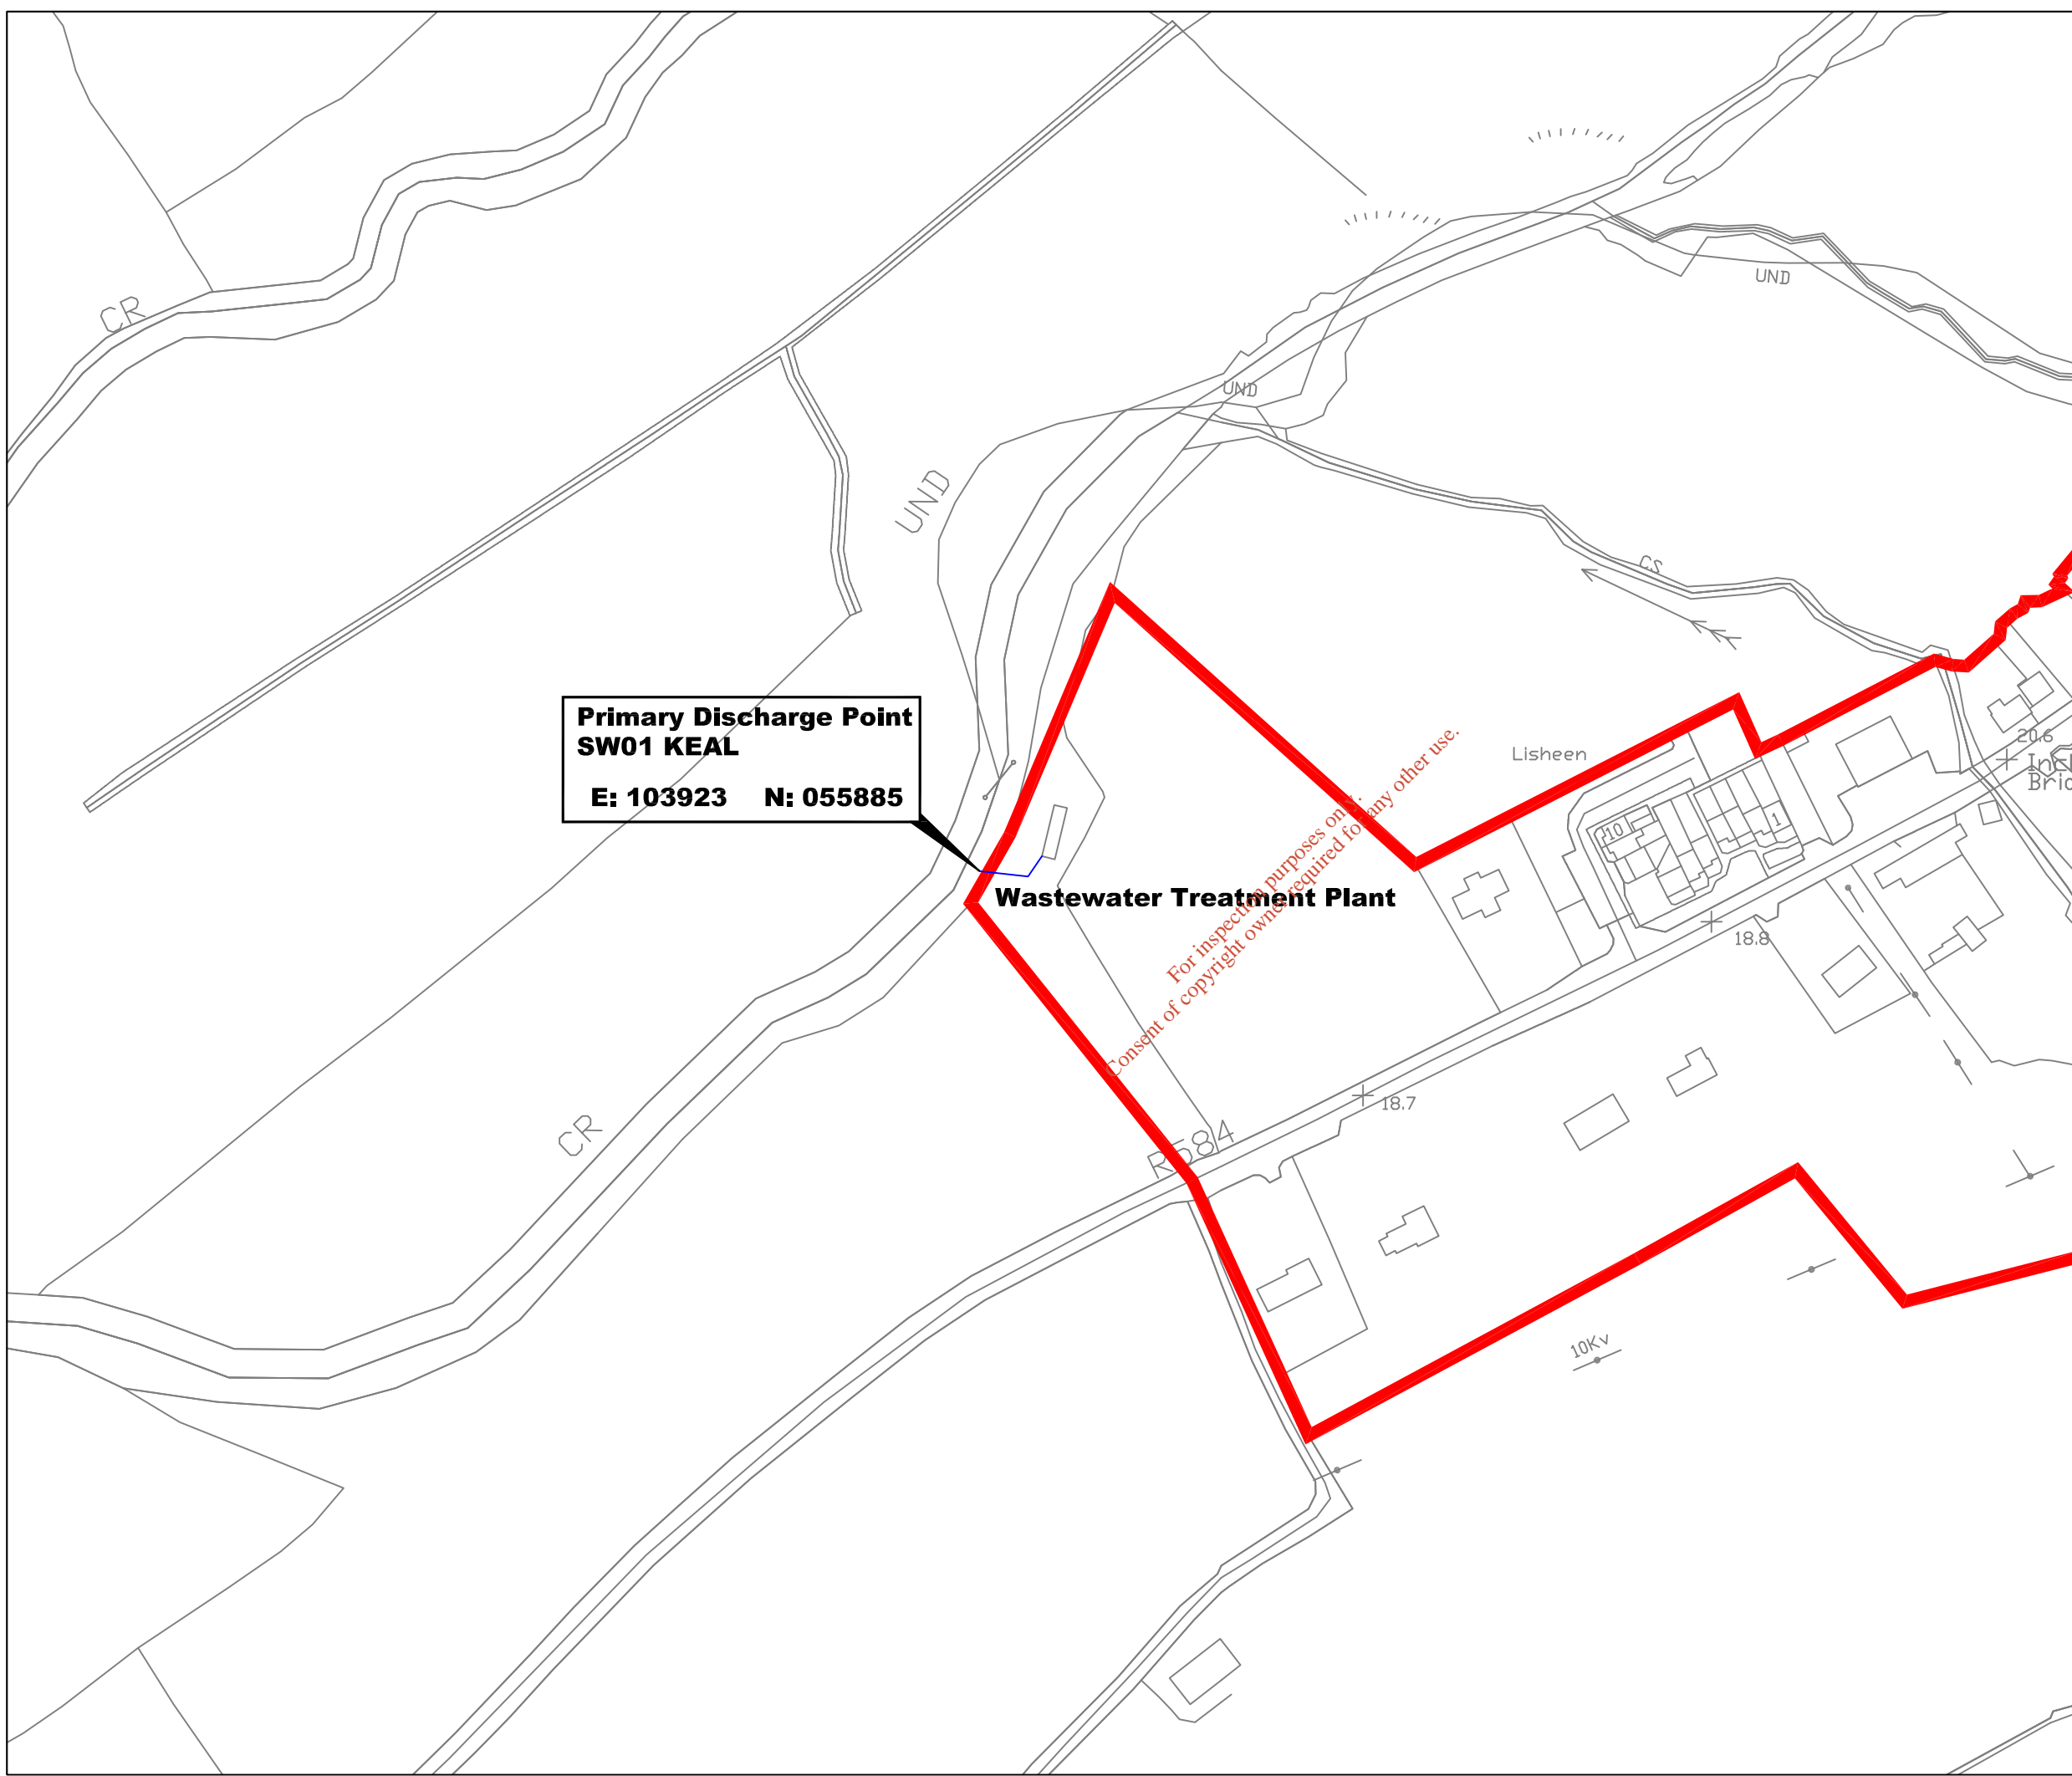 CR
UND
UND
UND
CS
Primary Discharge Point
SW01 KEAL
E: 103923 N: 055885
Lisheen
20.6
10
1
Wastewater Treatment Plant
18.8
For inspection purposes only.
Consent of copyright owner required for any other use.
18.7
CR
R584
10Kv